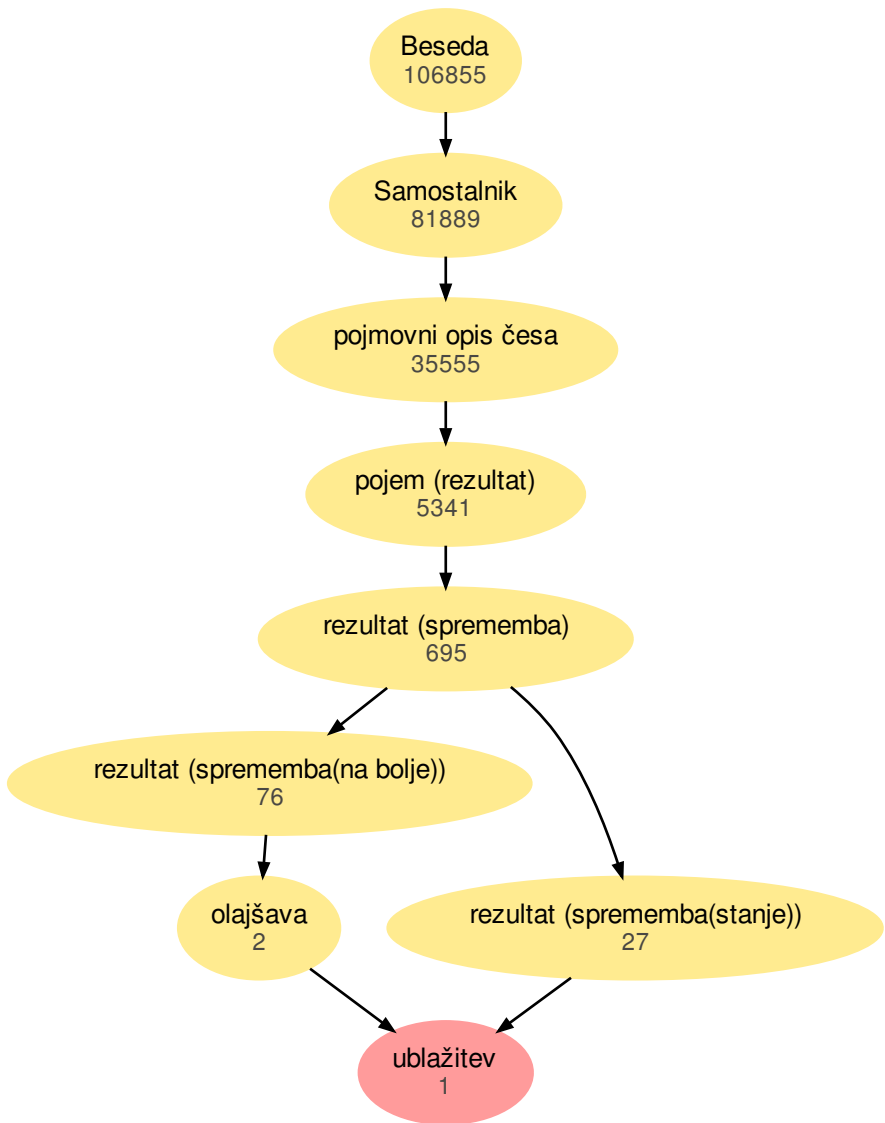 Beseda
106855
Samostalnik
81889
pojmovni opis česa
35555
pojem (rezultat)
5341
rezultat (sprememba)
695
rezultat (sprememba(na bolje))
76
olajšava
2
rezultat (sprememba(stanje))
27
ublažitev
1